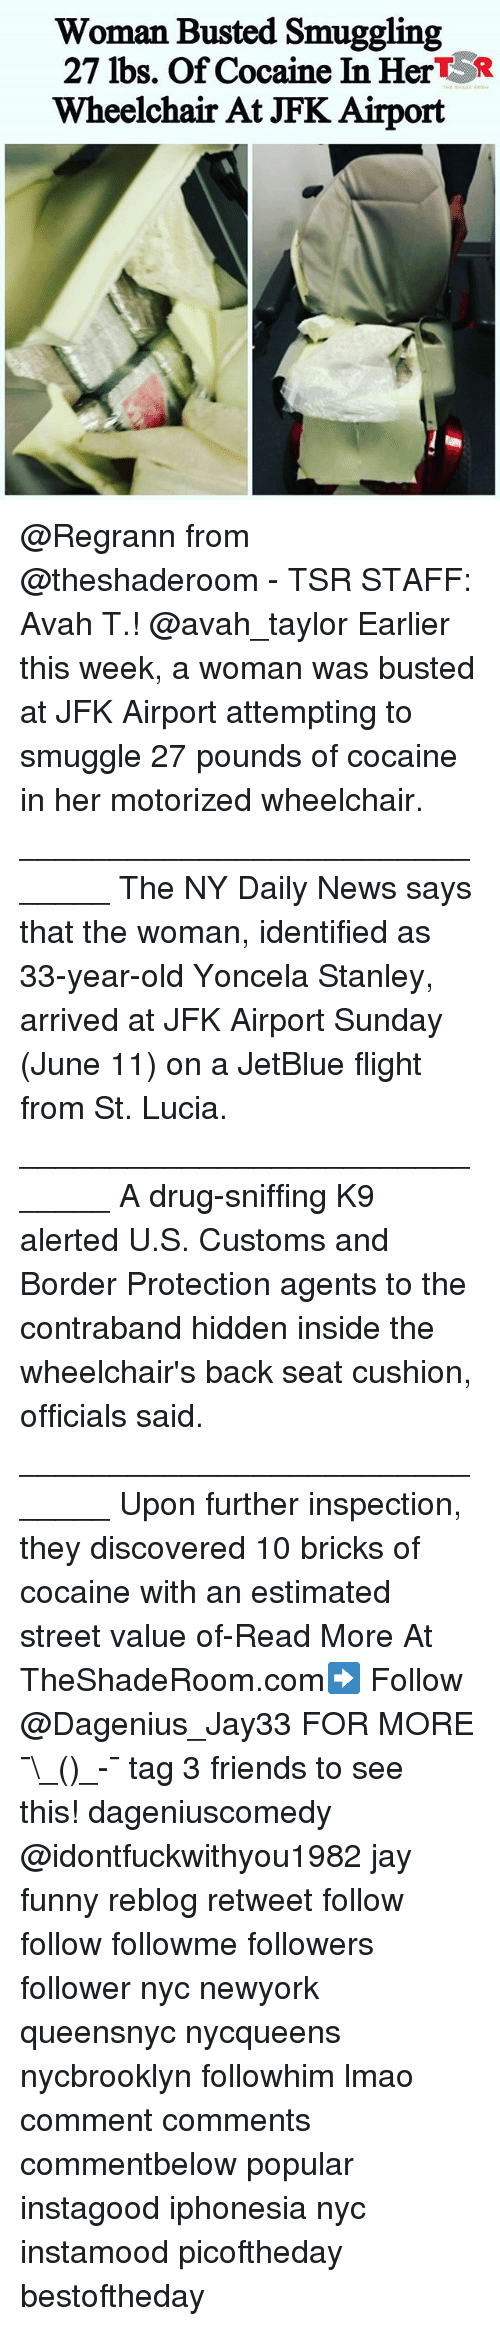 Woman Busted Smuggling
27 lbs. Of Cocaine In Her TSR
THE SHADE ROOM
Wheelchair At JFK Airport
@Regrann from
@theshaderoom - TSR STAFF:
Avah T.! @avah_taylor Earlier
this week, a woman was busted
at JFK Airport attempting to
smuggle 27 pounds of cocaine
in her motorized wheelchair.
_________________________
_____ The NY Daily News says
that the woman, identified as
33-year-old Yoncela Stanley,
arrived at JFK Airport Sunday
(June 11) on a JetBlue flight
from St. Lucia.
_________________________
_____ A drug-sniffing K9
alerted U.S. Customs and
Border Protection agents to the
contraband hidden inside the
wheelchair's back seat cushion,
officials said.
_________________________
_____ Upon further inspection,
they discovered 10 bricks of
cocaine with an estimated
street value of-Read More At
TheShadeRoom.com➡ Follow
@Dagenius_Jay33 FOR MORE
¯\_()_-¯ tag 3 friends to see
this! dageniuscomedy
@idontfuckwithyou1982 jay
funny reblog retweet follow
follow followme followers
follower nyc newyork
queensnyc nycqueens
nycbrooklyn followhim lmao
comment comments
commentbelow popular
instagood iphonesia nyc
instamood picoftheday
bestoftheday